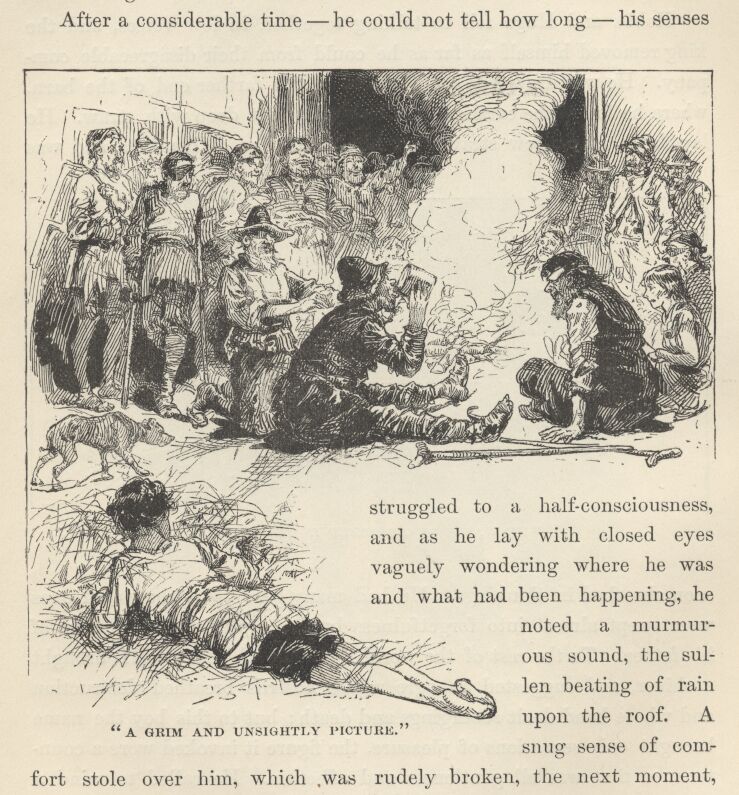 After a considerable time — he could not tell how long — his senses
struggled to a half-consciousness,
and as he lay with closed eyes
vaguely wondering where he was
and what had been happening, he
noted a murmur-
ous sound, the sul-
len beating of rain
upon the roof. A
snug sense of com-
fort stole over him, which was rudely broken, the next moment,
"A GRIM AND UNSIGHTLY PICTURE."